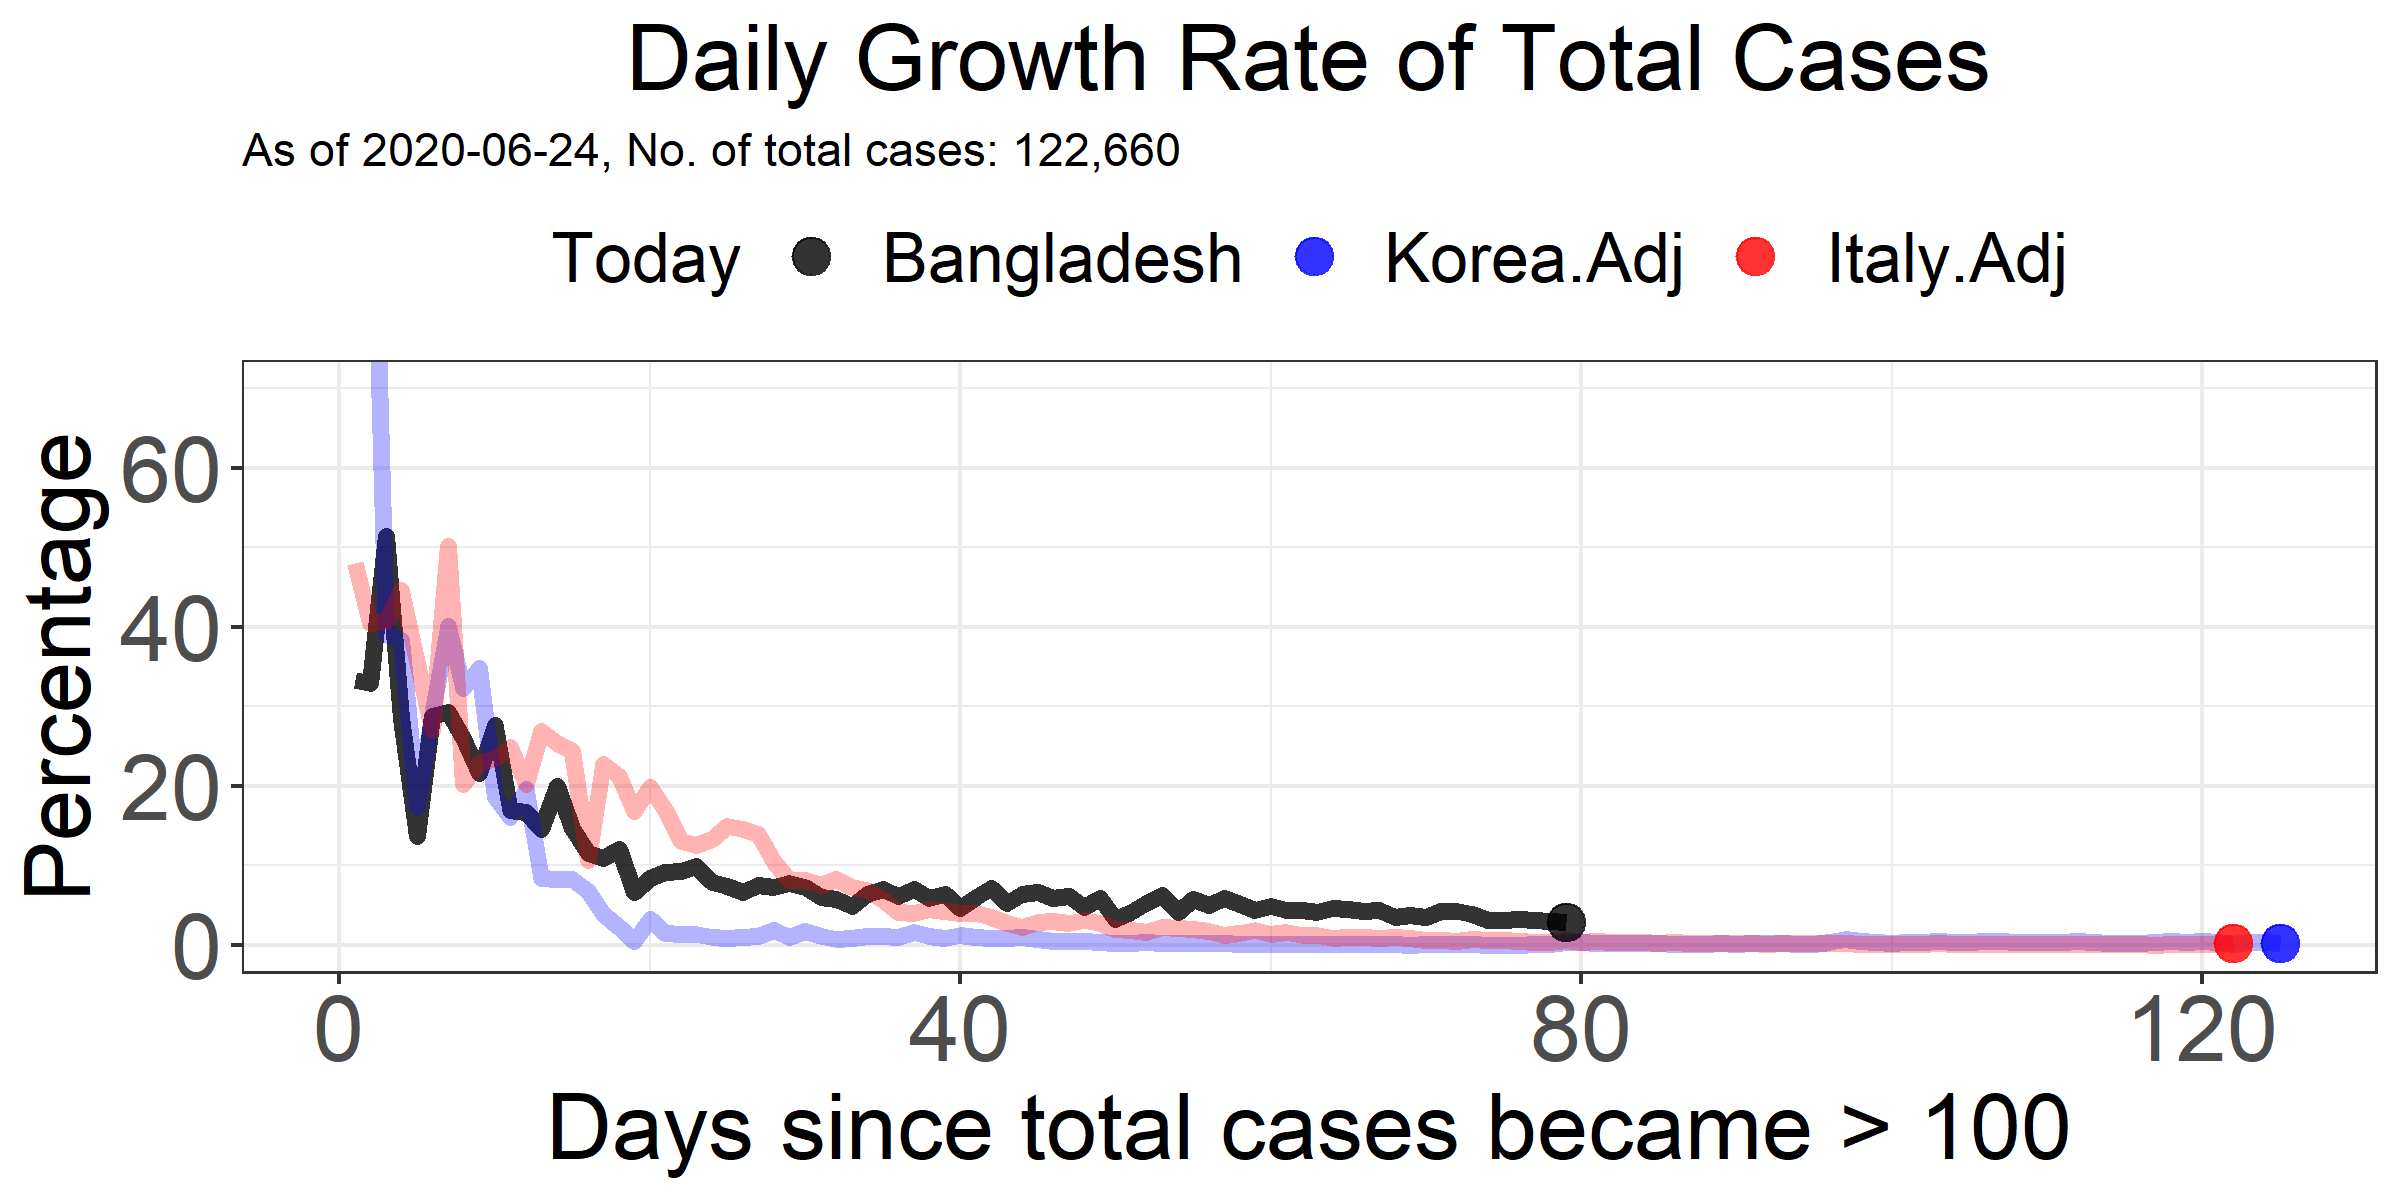 Daily Growth Rate of Total Cases
As of 2020-06-24, No. of total cases: 122,660
Today Bangladesh Korea.Adj Italy.Adj
Percentage
60
40
20
0
0 40 80 120
Days since total cases became > 100